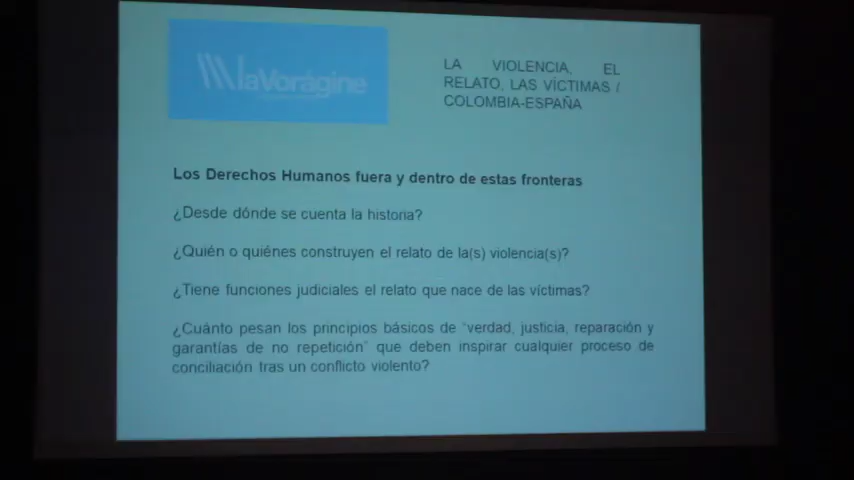 laVorágine
LA VIOLENCIA, EL
RELATO, LAS VÍCTIMAS /
COLOMBIA-ESPAÑA
Los Derechos Humanos fuera y dentro de estas fronteras
¿Desde dónde se cuenta la historia?
¿Quién o quiénes construyen el relato de la(s) violencia(s)?
¿Tiene funciones judiciales el relato que nace de las víctimas?
¿Cuánto pesan los principios básicos de “verdad, justicia, reparación y
garantías de no repetición” que deben inspirar cualquier proceso de
conciliación tras un conflicto violento?